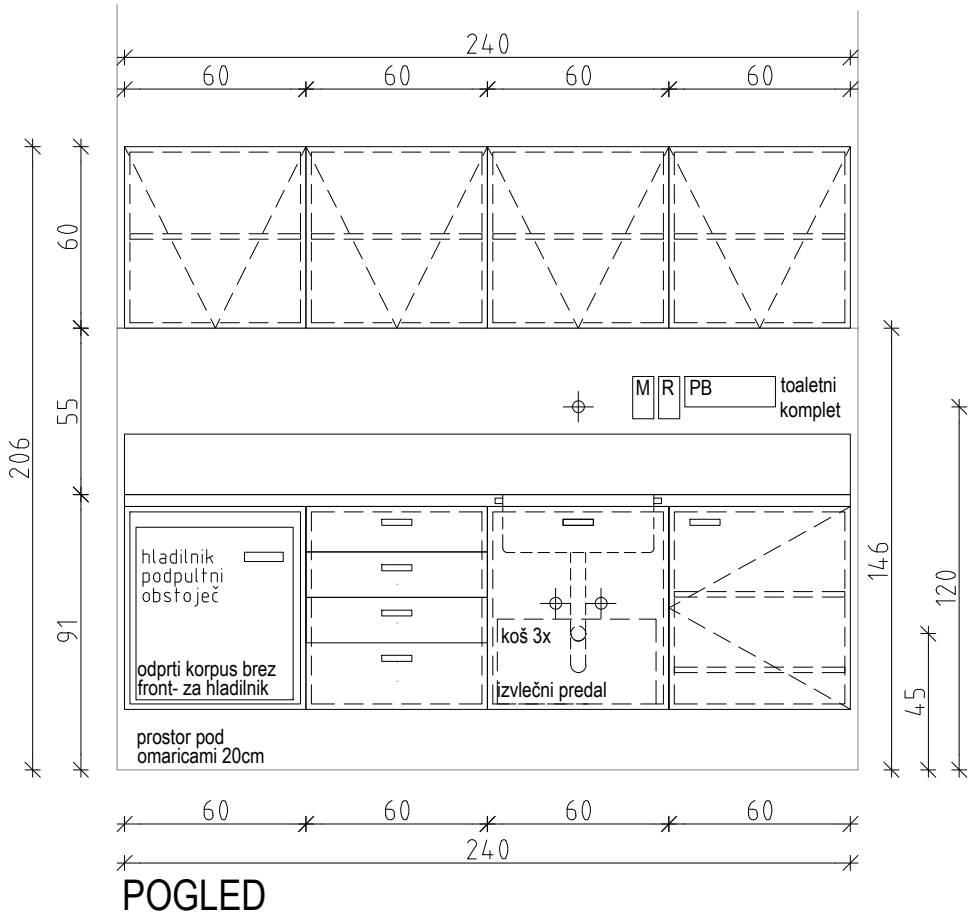 240
60 60 60 60
60
M R PB toaletni
komplet
55
206
hladilnik
podpultni
obstoječ
146
120
91
koš 3x
odprti korpus brez
front- za hladilnik
izvlečni predal
45
prostor pod
omaricami 20cm
60 60 60 60
240
POGLED